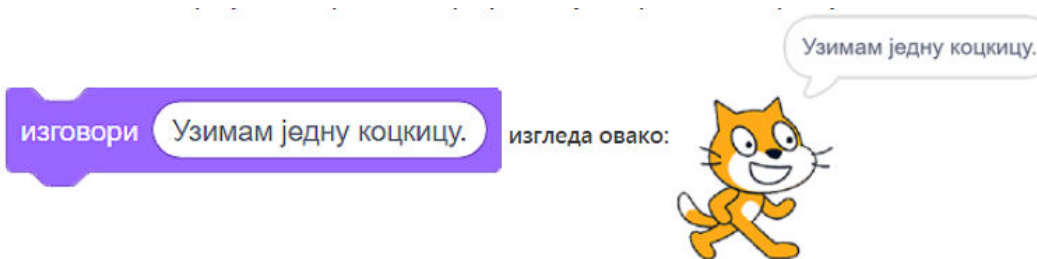 Узимам једну коцкицу.
изговори Узимам једну коцкицу. изгледа овако: